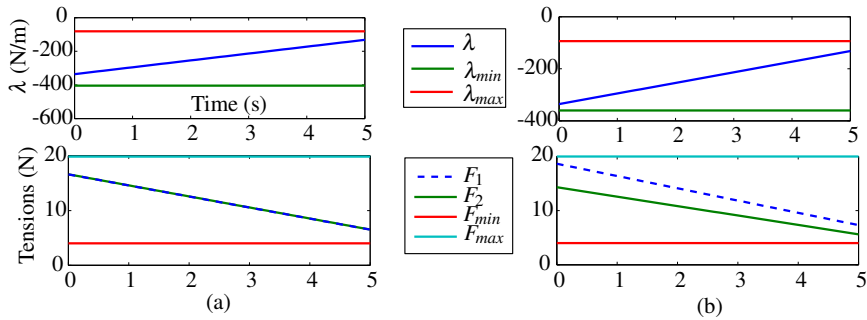 λ (N/m)
0
-200
-400
-600
Time (s)
0 1 2 3 4 5
λ
λmin
λmax
0
-200
-400
0 1 2 3 4 5
Tensions (N)
20
10
0
0 1 2 3 4 5
(a)
F1
F2
Fmin
Fmax
20
10
0
0 1 2 3 4 5
(b)